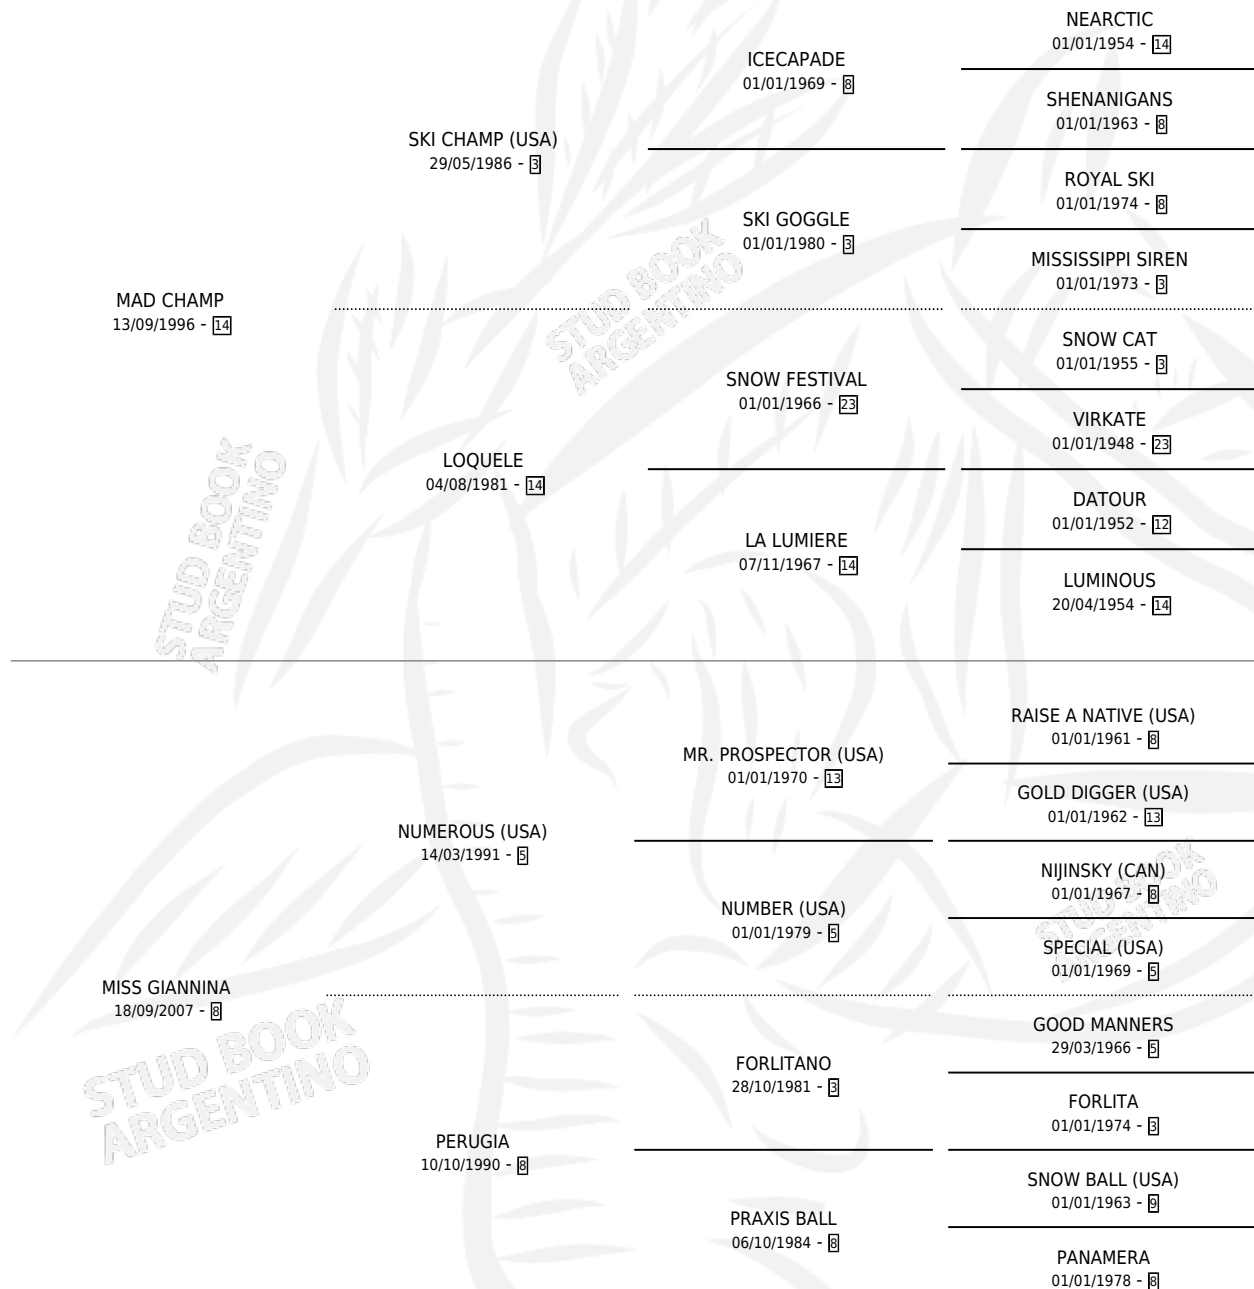 NEARCTIC
01/01/1954 - 14
ICECAPADE
01/01/1969 - 8
SHENANIGANS
01/01/1963 - 8
SKI CHAMP (USA)
29/05/1986 - 3
ROYAL SKI
01/01/1974 - 8
SKI GOGGLE
01/01/1980 - 3
MISSISSIPPI SIREN
01/01/1973 - 3
MAD CHAMP
13/09/1996 - 14
STUD BOOK
ARGENTINO
SNOW CAT
01/01/1955 - 3
SNOW FESTIVAL
01/01/1966 - 23
VIRKATE
01/01/1948 - 23
LOQUELE
04/08/1981 - 14
DATOUR
01/01/1952 - 12
LA LUMIERE
07/11/1967 - 14
LUMINOUS
20/04/1954 - 14
STUD BOOK
ARGENTINO
RAISE A NATIVE (USA)
01/01/1961 - 8
MR. PROSPECTOR (USA)
01/01/1970 - 13
GOLD DIGGER (USA)
01/01/1962 - 13
NUMEROUS (USA)
14/03/1991 - 5
NIJINSKY (CAN)
01/01/1967 - 8
NUMBER (USA)
01/01/1979 - 5
SPECIAL (USA)
01/01/1969 - 5
STUD BOOK
ARGENTINO
MISS GIANNINA
18/09/2007 - 8
GOOD MANNERS
29/03/1966 - 5
FORLITANO
28/10/1981 - 3
FORLITA
01/01/1974 - 3
STUD BOOK
ARGENTINO
PERUGIA
10/10/1990 - 8
SNOW BALL (USA)
01/01/1963 - 9
PRAXIS BALL
06/10/1984 - 8
PANAMERA
01/01/1978 - 8